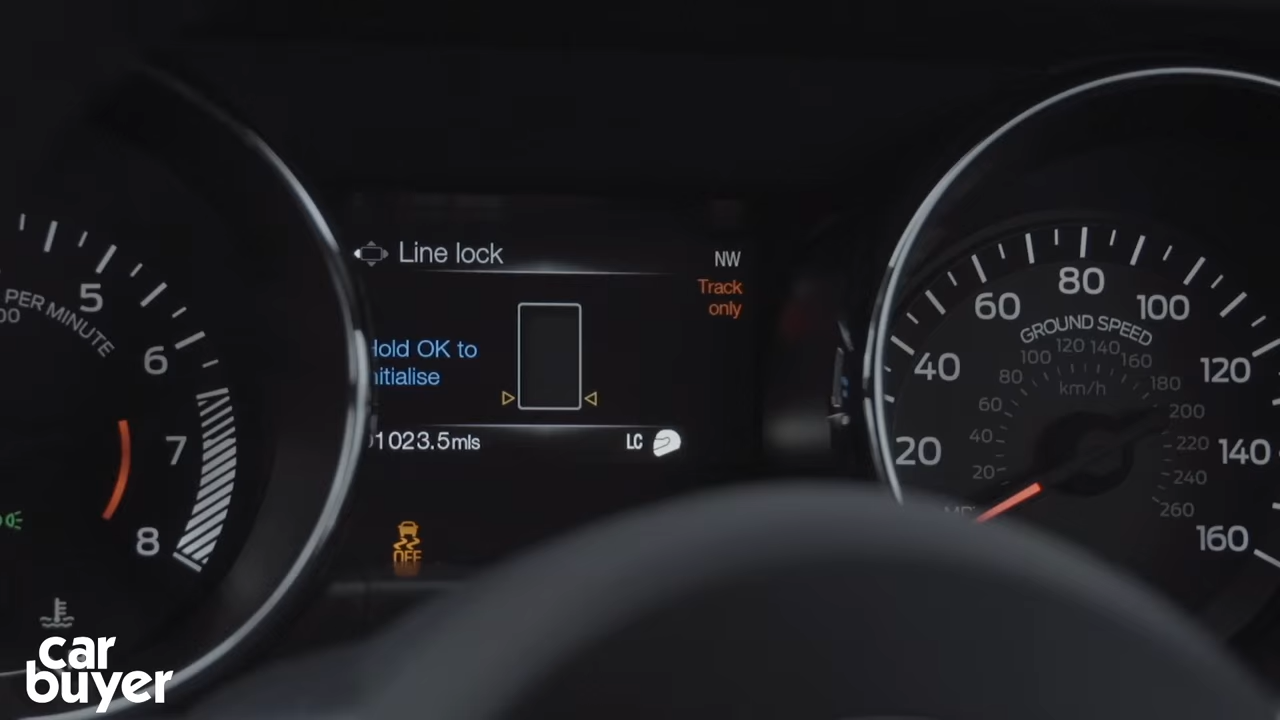 Line lock
NW
Track
only
Hold OK to
nitialise
1023.5mls
LC
OFF
PER MINUTE
5
6
7
8
20
40
60
80
100
120
140
160
GROUND SPEED
km/h
20
40
60
80
100
120
140
160
180
200
220
240
260
car
buyer